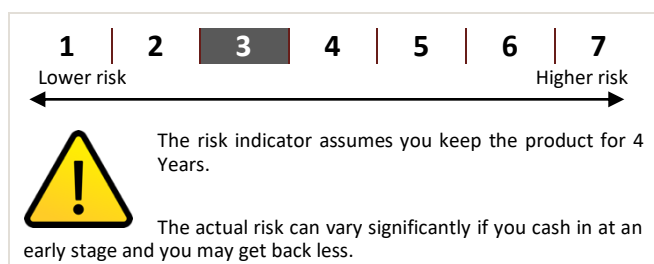 1 2 3 4 5 6 7
Lower risk Higher risk
The risk indicator assumes you keep the product for 4
Years.
The actual risk can vary significantly if you cash in at an
early stage and you may get back less.